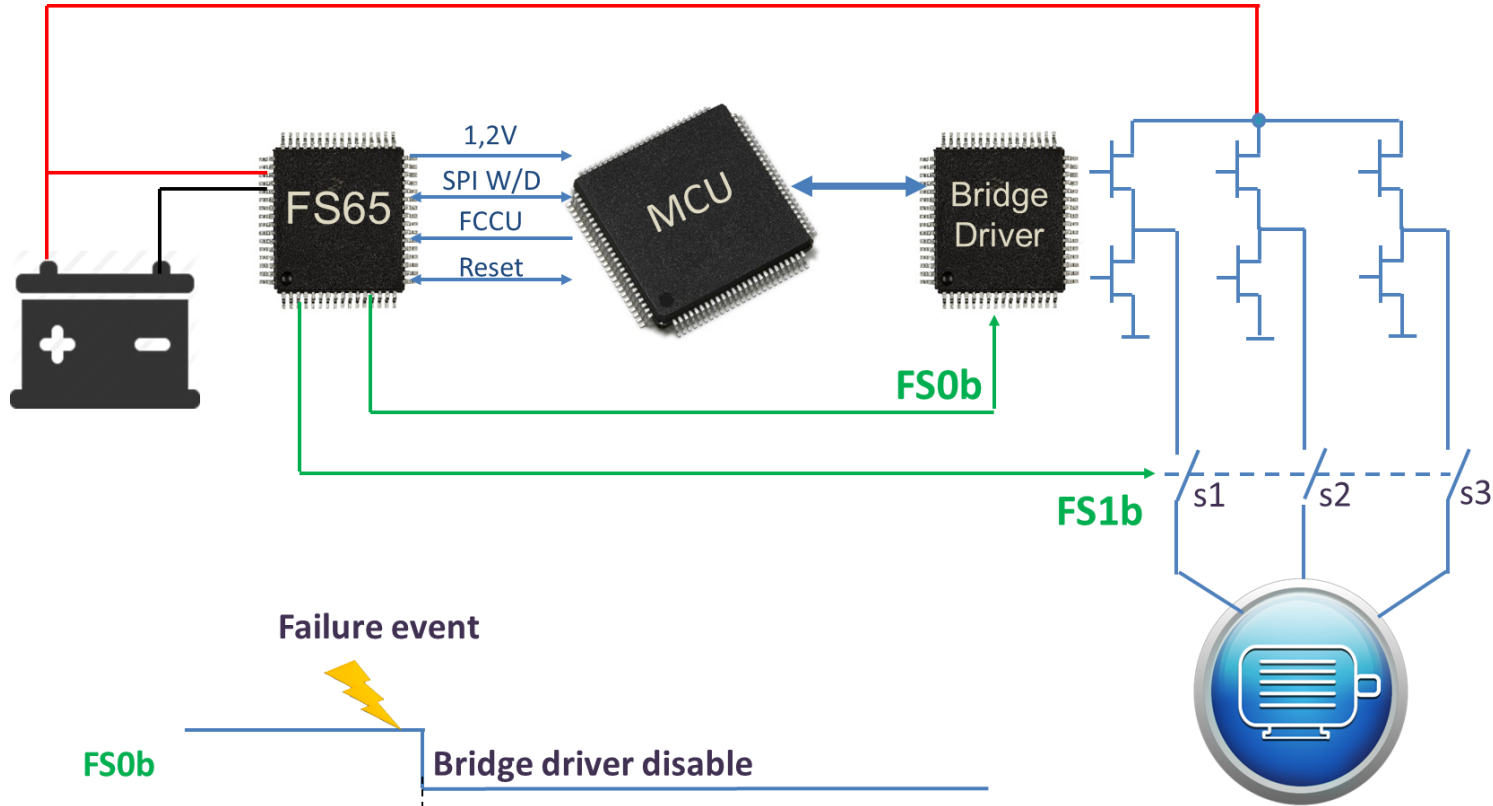 1,2V
SPI W/D
FCCU
Reset
FS65
MCU
Bridge
Driver
FS0b
FS1b
s1
s2
s3
Failure event
FS0b
Bridge driver disable